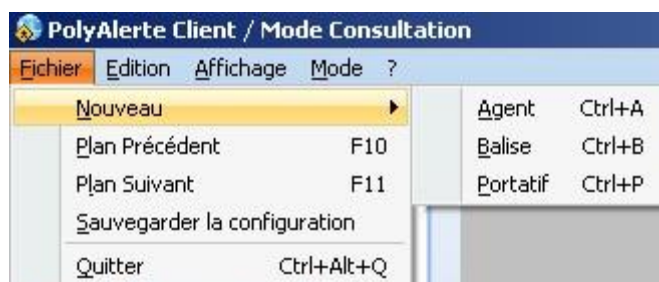 PolyAlerte Client / Mode Consultation
Fichier Edition Affichage Mode ?
Nouveau
Agent Ctrl+A
Plan Précédent F10
Balise Ctrl+B
Plan Suivant F11
Portatif Ctrl+P
Sauvegarder la configuration
Quitter Ctrl+Alt+Q